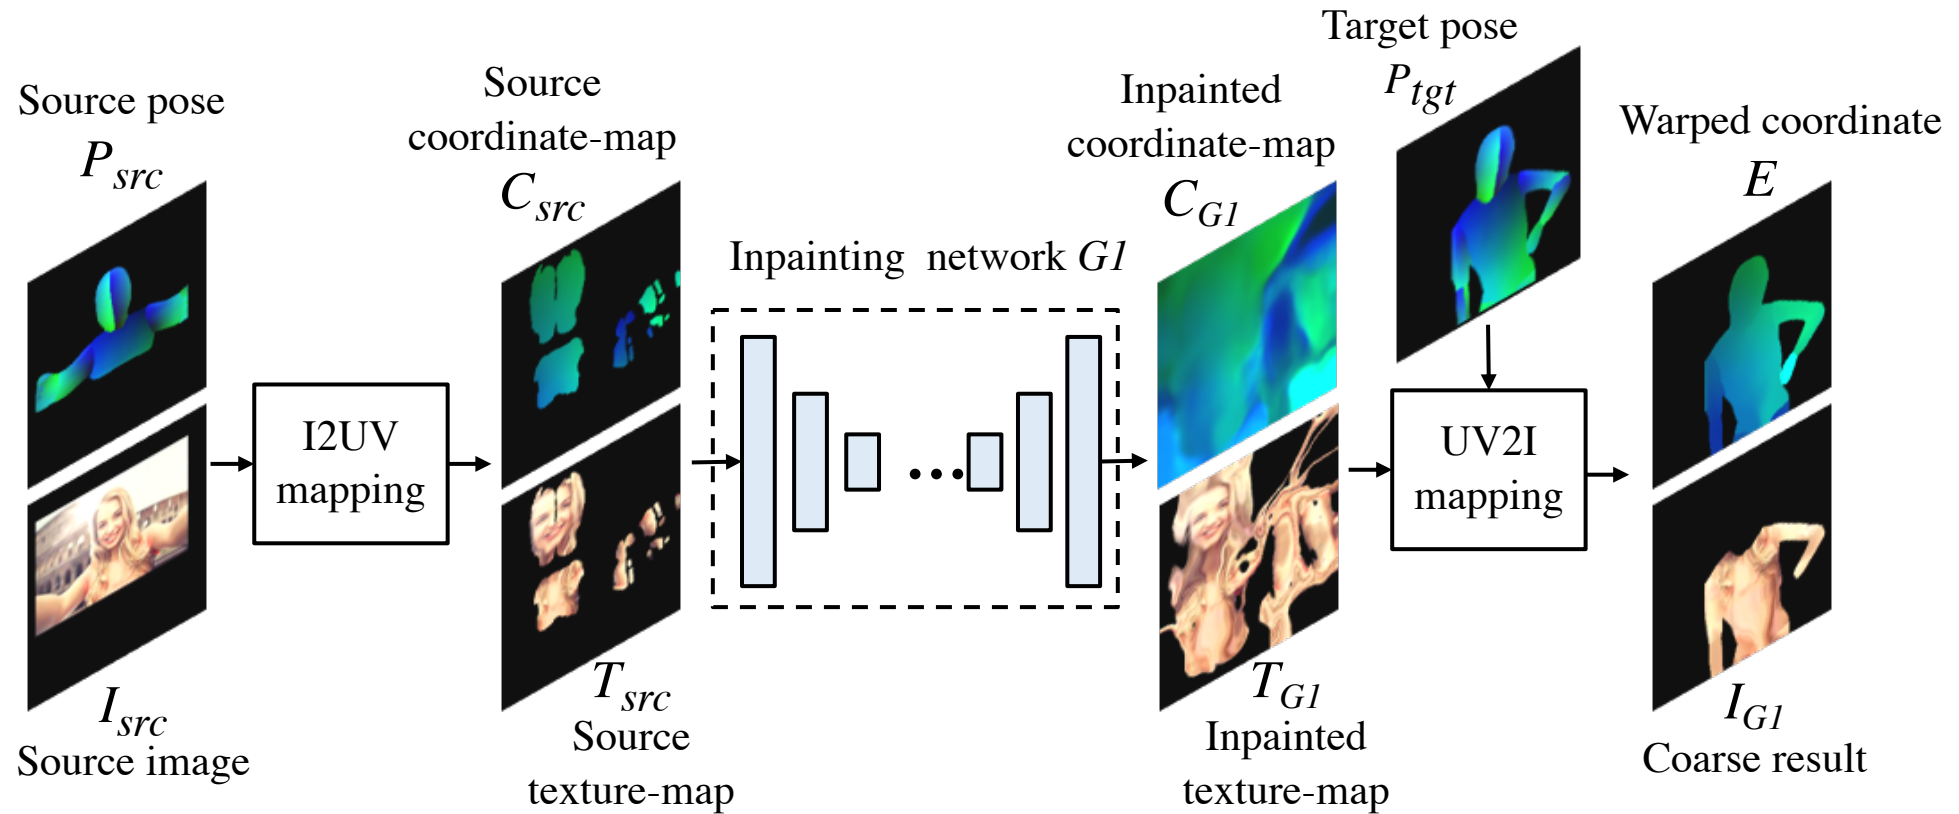 Source pose
P_src
I_src
Source image
I2UV
mapping
Source
coordinate-map
C_src
T_src
Source
texture-map
Inpainting network G1
...
Inpainted
coordinate-map
C_G1
T_G1
Inpainted
texture-map
Target pose
P_tgt
UV2I
mapping
Warped coordinate
E
I_G1
Coarse result